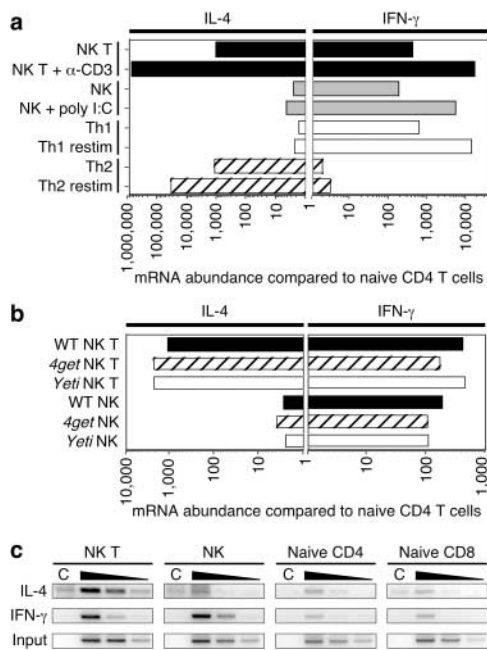 a
IL-4 IFN-γ
NK T
NK T + α-CD3
NK
NK + poly I:C
Th1
Th1 restim
Th2
Th2 restim
1,000,000 100,000 10,000 1,000 100 10 1 10 100 1,000 10,000
mRNA abundance compared to naive CD4 T cells
b
IL-4 IFN-γ
WT NK T
4get NK T
Yeti NK T
WT NK
4get NK
Yeti NK
10,000 1,000 100 10 1 10 100 1,000
mRNA abundance compared to naive CD4 T cells
c
NK T NK Naive CD4 Naive CD8
C C C C
IL-4
IFN-γ
Input